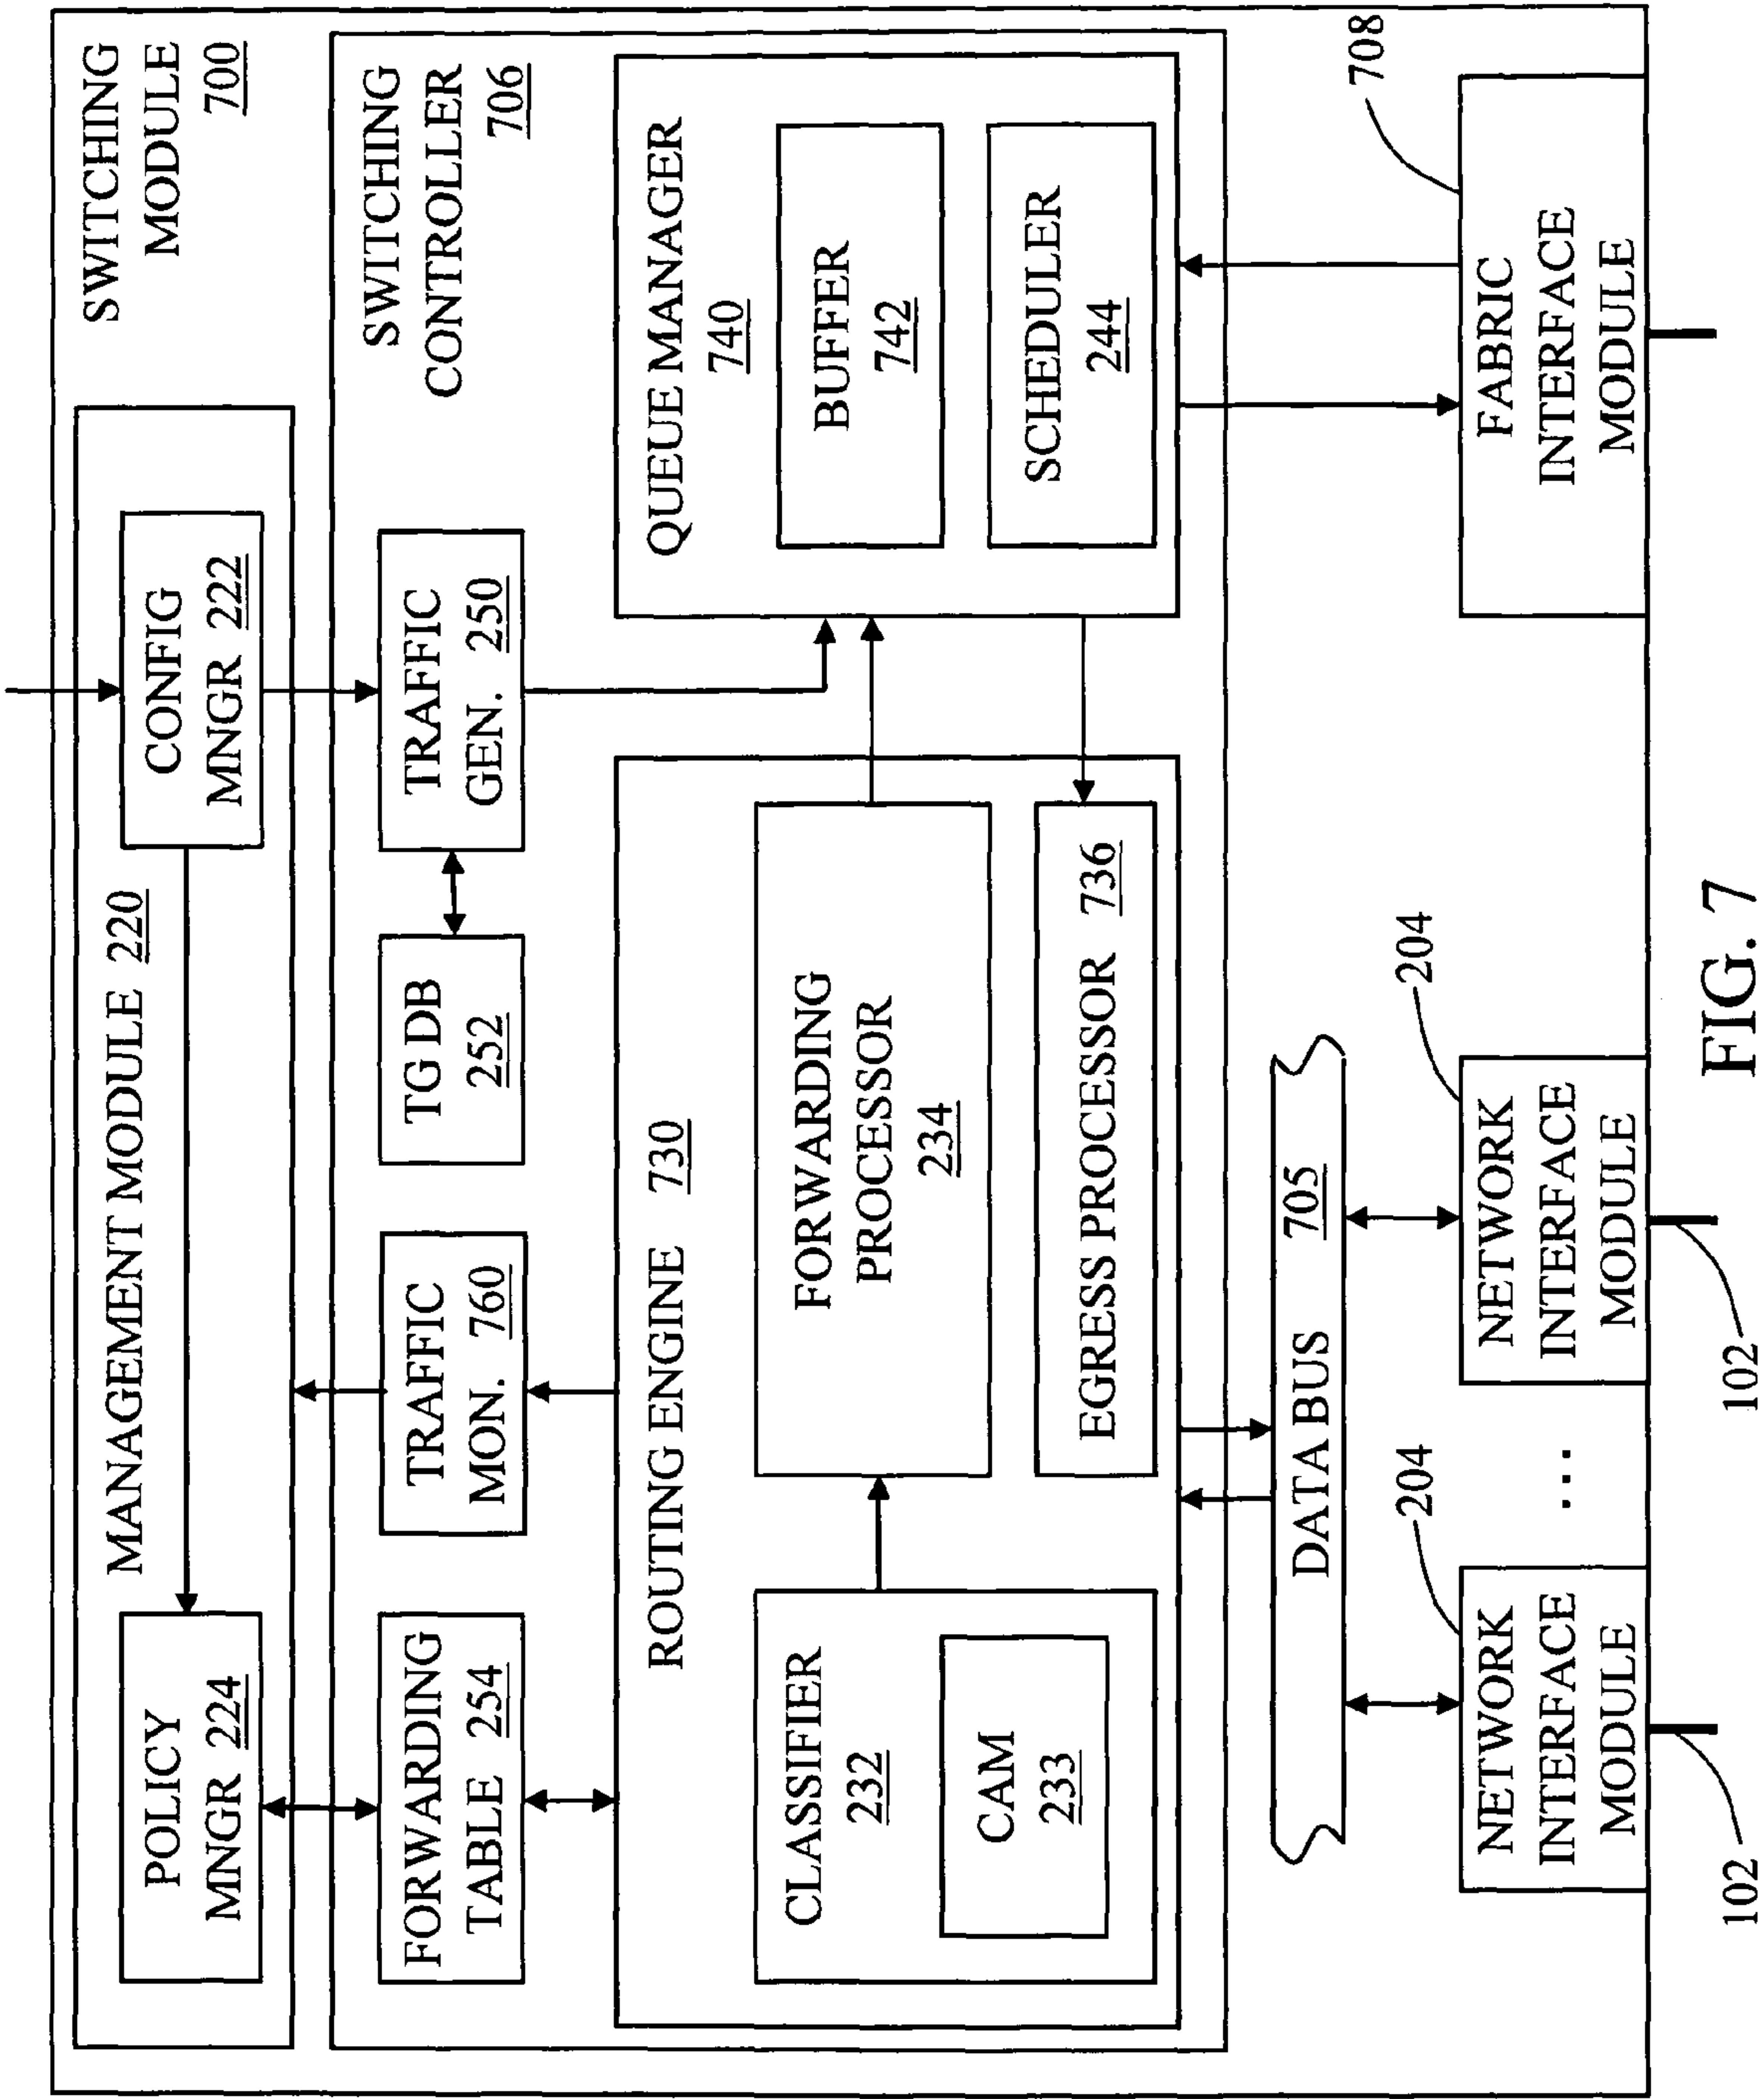 SWITCHING
MODULE
700
MANAGEMENT MODULE 220
POLICY
MNGR 224
CONFIG
MNGR 222
SWITCHING
CONTROLLER
706
FORWARDING
TABLE 254
TRAFFIC
MON. 760
TG DB
252
TRAFFIC
GEN. 250
ROUTING ENGINE 730
CLASSIFIER
232
CAM
233
FORWARDING
PROCESSOR
234
EGRESS PROCESSOR 736
QUEUE MANAGER
740
BUFFER
742
SCHEDULER
244
DATA BUS 705
204
NETWORK
INTERFACE
MODULE
102
...
204
NETWORK
INTERFACE
MODULE
102
708
FABRIC
INTERFACE
MODULE
FIG. 7